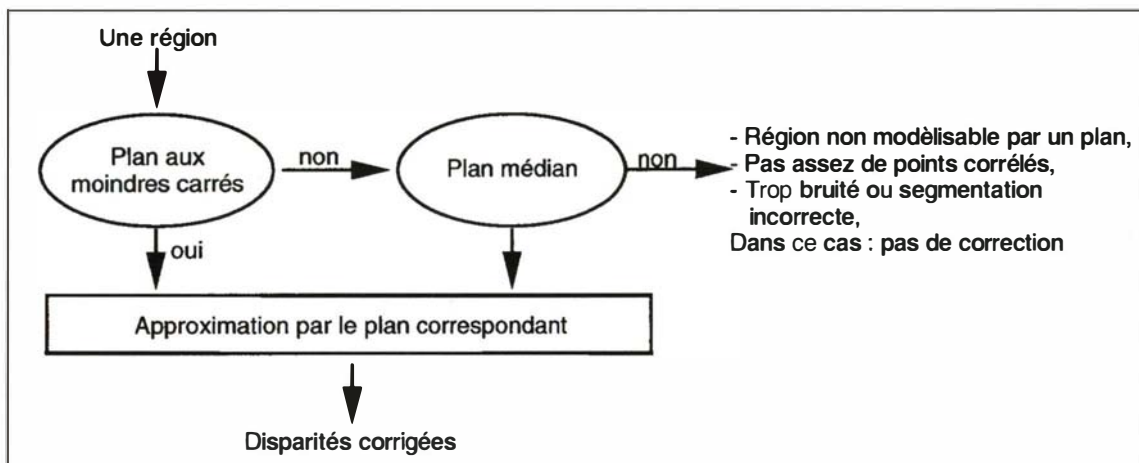 Une région
Plan aux
moindres carrés
non
Plan médian
non
- Région non modèlisable par un plan,
- Pas assez de points corrélés,
- Trop bruité ou segmentation
incorrecte,
Dans ce cas : pas de correction
oui
Approximation par le plan correspondant
Disparités corrigées